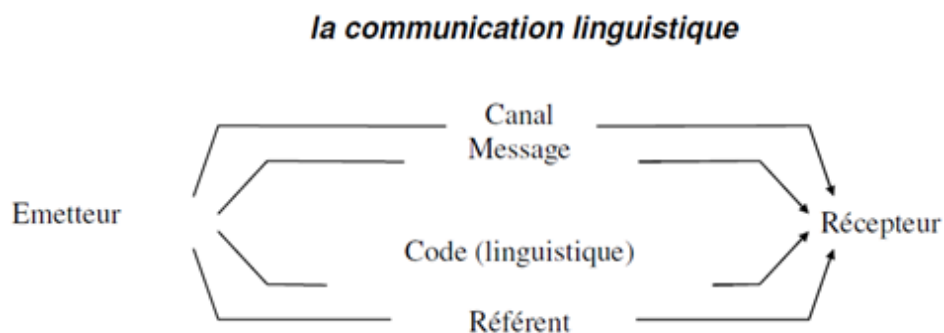 la communication linguistique
Canal
Message
Emetteur
Récepteur
Code (linguistique)
Référent